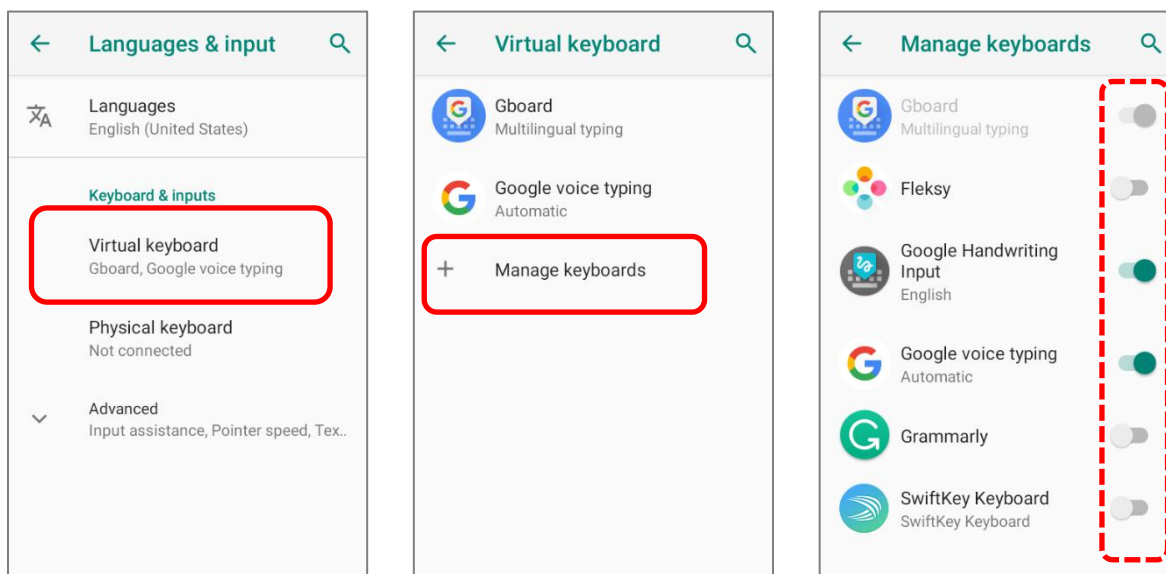 Languages & input
Languages
English (United States)
Keyboard & inputs
Virtual keyboard
Gboard, Google voice typing
Physical keyboard
Not connected
Advanced
Input assistance, Pointer speed, Tex..
Virtual keyboard
Gboard
Multilingual typing
Google voice typing
Automatic
Manage keyboards
Manage keyboards
Gboard
Multilingual typing
Fleksy
Google Handwriting
Input
English
Google voice typing
Automatic
Grammarly
SwiftKey Keyboard
SwiftKey Keyboard